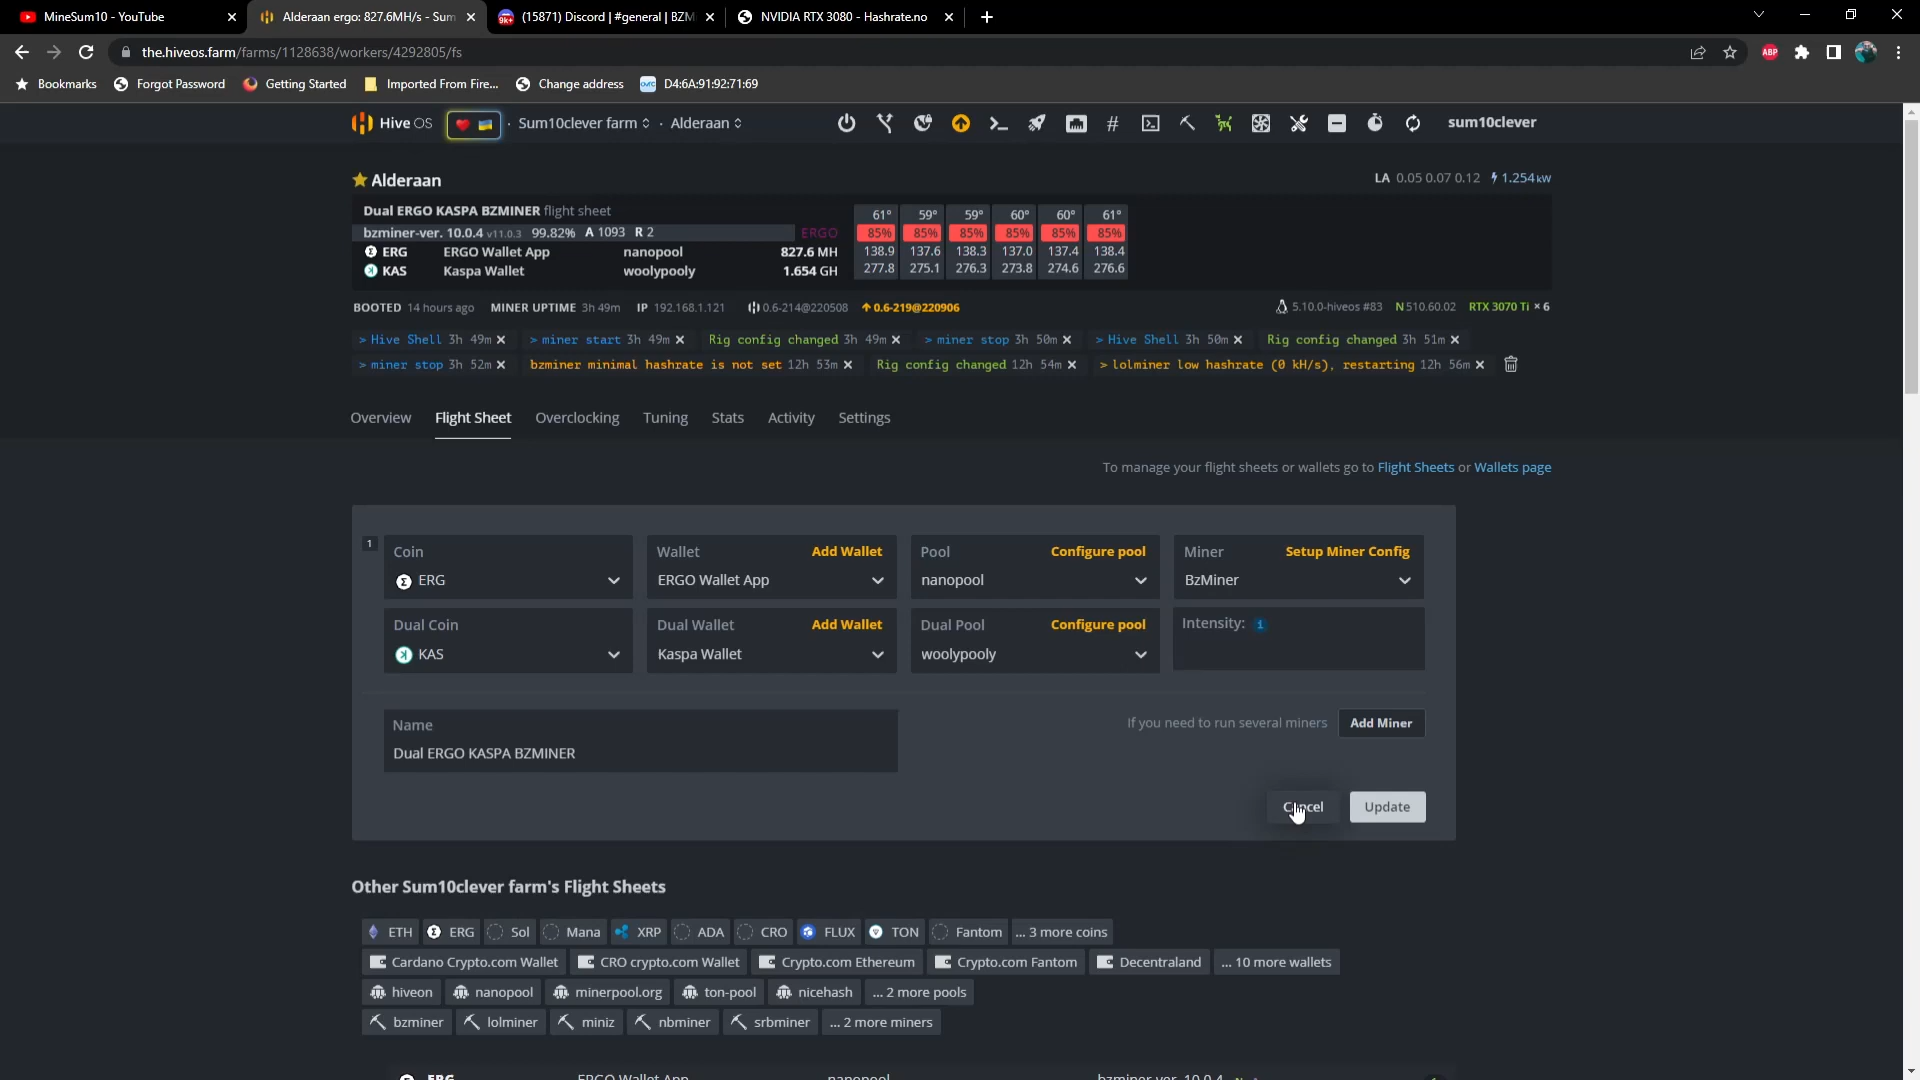 MineSum10 - YouTube
Alderaan ergo: 827.6MH/s - Sum
(15871) Discord | #general | BZM
NVIDIA RTX 3080 - Hashrate.no
the.hiveos.farm/farms/1128638/workers/4292805/fs
ABP
Bookmarks Forgot Password Getting Started Imported From Fire... Change address D4:6A:91:92:71:69
Hive OS · Sum10clever farm · Alderaan sum10clever
Alderaan LA 0.05 0.07 0.12 1.254kW
Dual ERGO KASPA BZMINER flight sheet 61° 59° 59° 60° 60° 61°
bzminer-ver. 10.0.4 v11.0.3 99.82% A 1093 R 2 ERGO 85% 85% 85% 85% 85% 85%
ERG ERGO Wallet App nanopool 827.6 MH 138.9 137.6 138.3 137.0 137.4 138.4
KAS Kaspa Wallet woolypooly 1.654 GH 277.8 275.1 276.3 273.8 274.6 276.6
BOOTED 14 hours ago MINER UPTIME 3h 49m IP 192.168.1.121 0.6-214@220508 0.6-219@220906 5.10.0-hiveos #83 N 510.60.02 RTX 3070 Ti × 6
> Hive Shell 3h 49m > miner start 3h 49m Rig config changed 3h 49m > miner stop 3h 50m > Hive Shell 3h 50m Rig config changed 3h 51m
> miner stop 3h 52m bzminer minimal hashrate is not set 12h 53m Rig config changed 12h 54m > lolminer low hashrate (0 kH/s), restarting 12h 56m
Overview Flight Sheet Overclocking Tuning Stats Activity Settings
To manage your flight sheets or wallets go to Flight Sheets or Wallets page
1 Coin Wallet Add Wallet Pool Configure pool Miner Setup Miner Config
ERG ERGO Wallet App nanopool BzMiner
Dual Coin Dual Wallet Add Wallet Dual Pool Configure pool Intensity: i
KAS Kaspa Wallet woolypooly
Name If you need to run several miners Add Miner
Dual ERGO KASPA BZMINER
Cancel Update
Other Sum10clever farm's Flight Sheets
ETH ERG Sol Mana XRP ADA CRO FLUX TON Fantom ... 3 more coins
Cardano Crypto.com Wallet CRO crypto.com Wallet Crypto.com Ethereum Crypto.com Fantom Decentraland ... 10 more wallets
hiveon nanopool minerpool.org ton-pool nicehash ... 2 more pools
bzminer lolminer miniz nbminer srbminer ... 2 more miners
ERG ERGO Wallet App nanopool bzminer-ver. 10.0.4